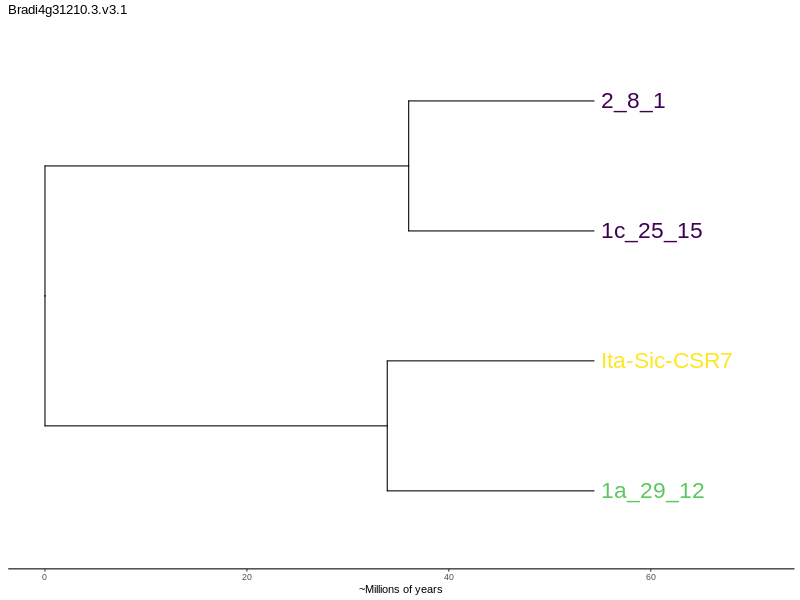 Bradi4g31210.3.v3.1
2_8_1
1c_25_15
Ita-Sic-CSR7
1a_29_12
0 20 40 60
~Millions of years